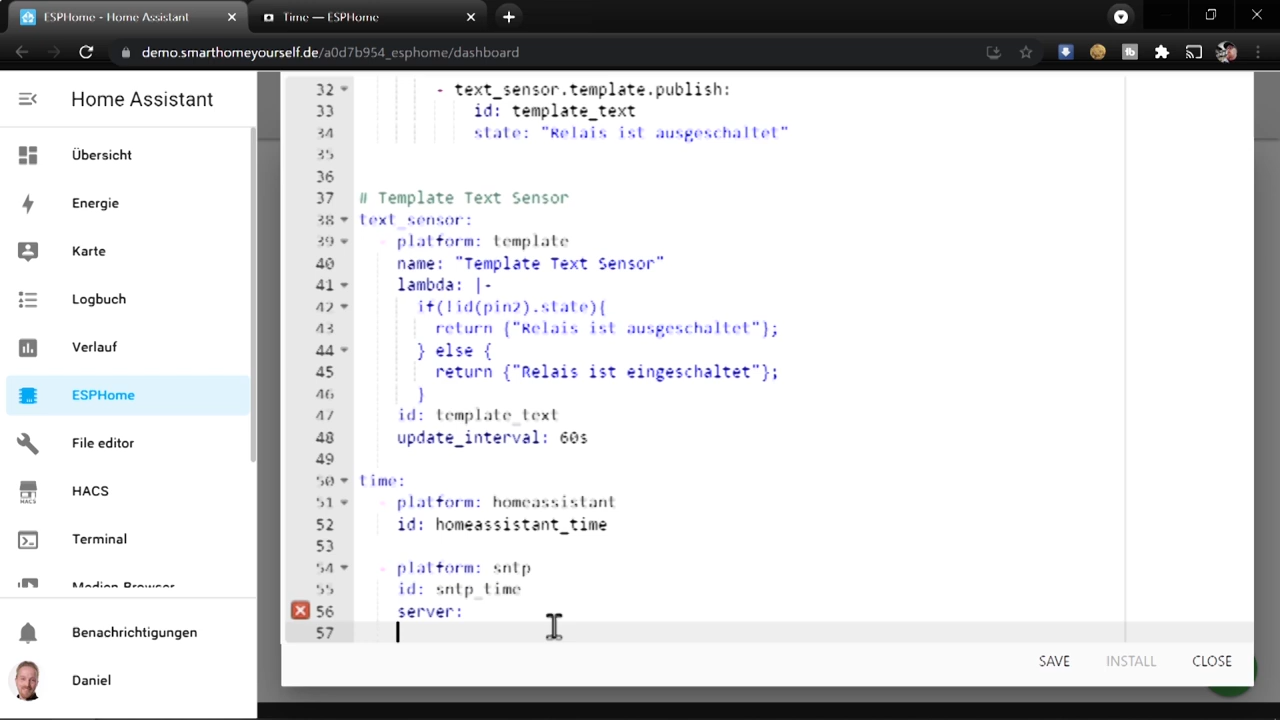 ESPHome - Home Assistant
Time — ESPHome
demo.smarthomeyourself.de/a0d7b954_esphome/dashboard
Home Assistant
Übersicht
Energie
Karte
Logbuch
Verlauf
ESPHome
File editor
HACS
HACS
Terminal
Medien Browser
Benachrichtigungen
Daniel
32 - text_sensor.template.publish:
33 id: template_text
34 state: "Relais ist ausgeschaltet"
35
36
37 # Template Text Sensor
38 text_sensor:
39 - platform: template
40 name: "Template Text Sensor"
41 lambda: |-
42 if(!id(pin2).state){
43 return {"Relais ist ausgeschaltet"};
44 } else {
45 return {"Relais ist eingeschaltet"};
46 }
47 id: template_text
48 update_interval: 60s
49
50 time:
51 - platform: homeassistant
52 id: homeassistant_time
53
54 - platform: sntp
55 id: sntp_time
56 server:
57
SAVE INSTALL CLOSE